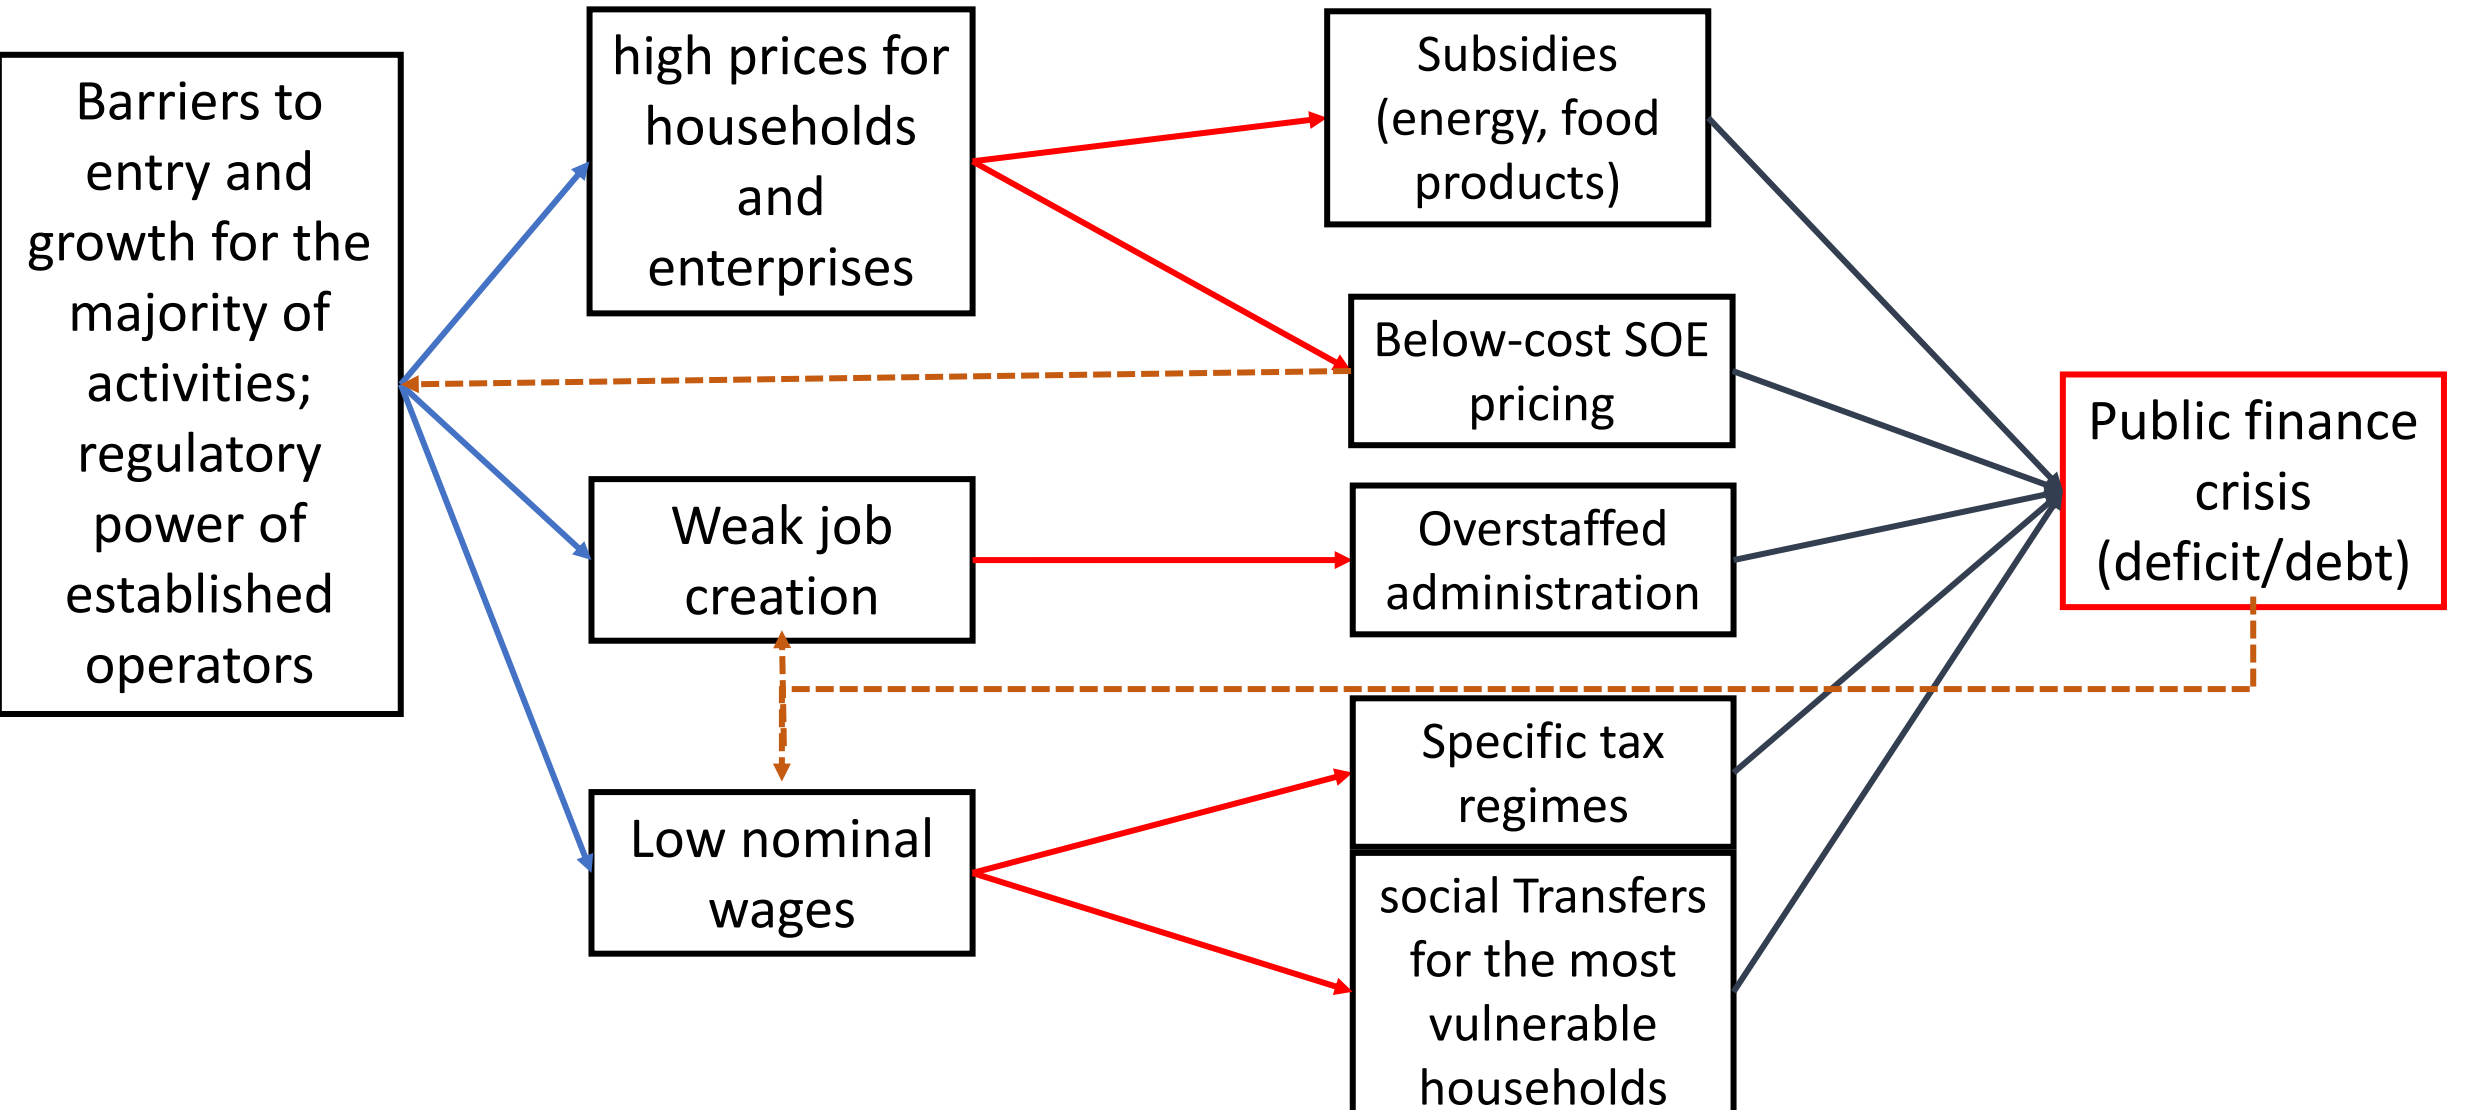 Barriers to
entry and
growth for the
majority of
activities;
regulatory
power of
established
operators
high prices for
households
and
enterprises
Weak job
creation
Low nominal
wages
Subsidies
(energy, food
products)
Below-cost SOE
pricing
Overstaffed
administration
Specific tax
regimes
social Transfers
for the most
vulnerable
households
Public finance
crisis
(deficit/debt)